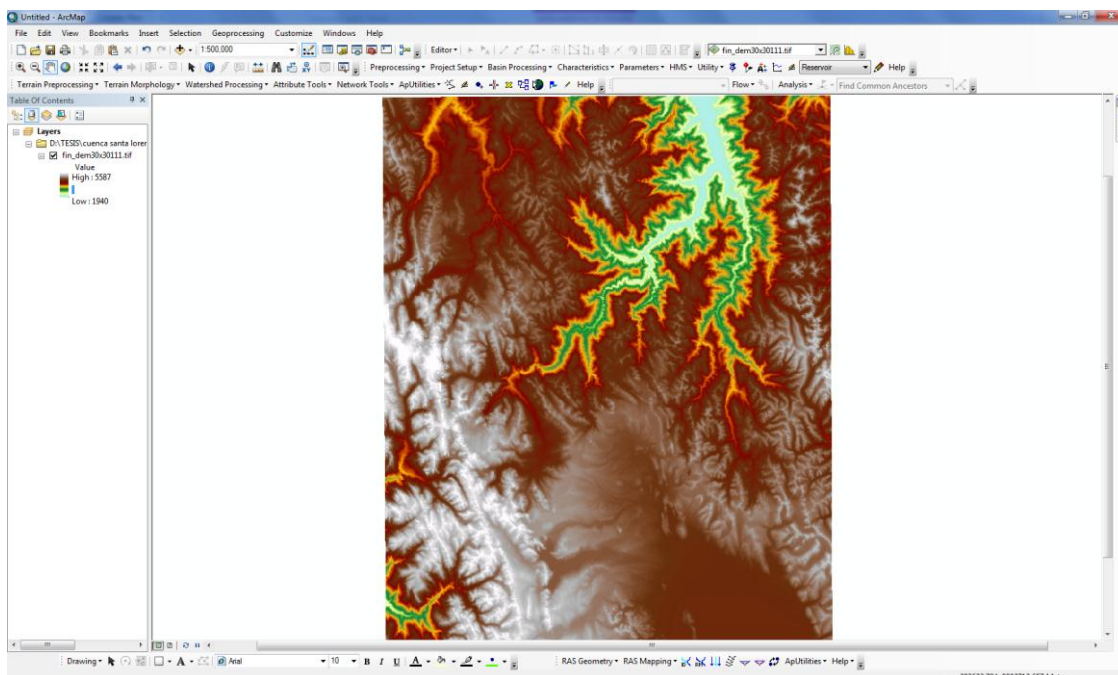 Untitled - ArcMap
File Edit View Bookmarks Insert Selection Geoprocessing Customize Windows Help
1:500,000 Editor fin_dem30x30111.tif
Preprocessing Project Setup Basin Processing Characteristics Parameters HMS Utility Reservoir Help
Terrain Preprocessing Terrain Morphology Watershed Processing Attribute Tools Network Tools ApUtilities Help Flow Analysis Find Common Ancestors
Table Of Contents
Layers
D:\TESIS\cuenca santa lorer
fin_dem30x30111.tif
Value
High : 5587
Low : 1940
Drawing A Arial 10 B I U A RAS Geometry RAS Mapping ApUtilities Help